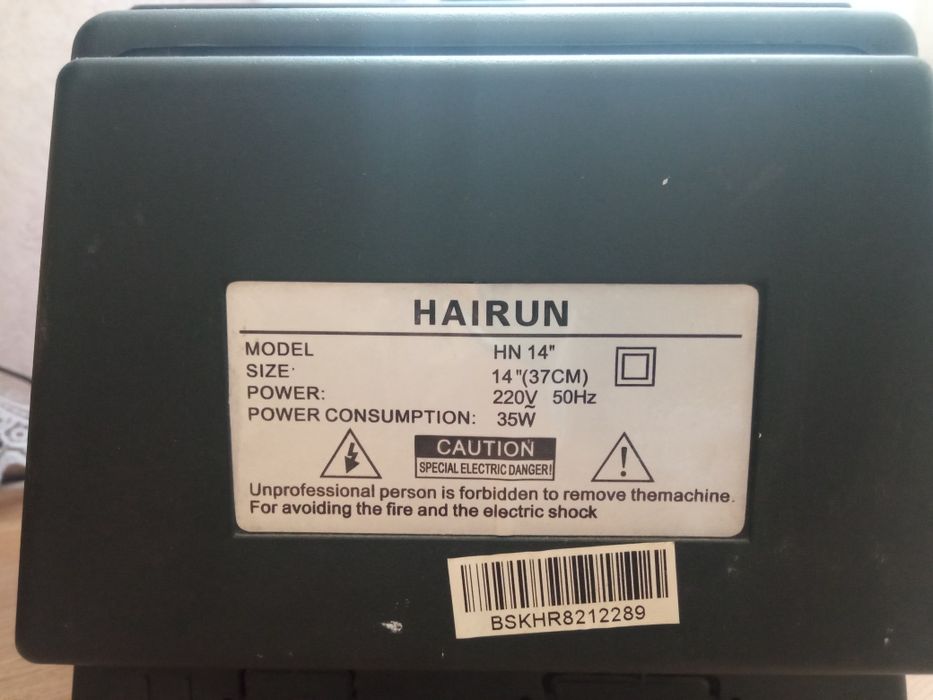 HAIRUN
MODEL HN 14"
SIZE: 14"(37CM)
POWER: 220V~ 50Hz
POWER CONSUMPTION: 35W
CAUTION
SPECIAL ELECTRIC DANGER!
Unprofessional person is forbidden to remove themachine.
For avoiding the fire and the electric shock
BSKHR8212289